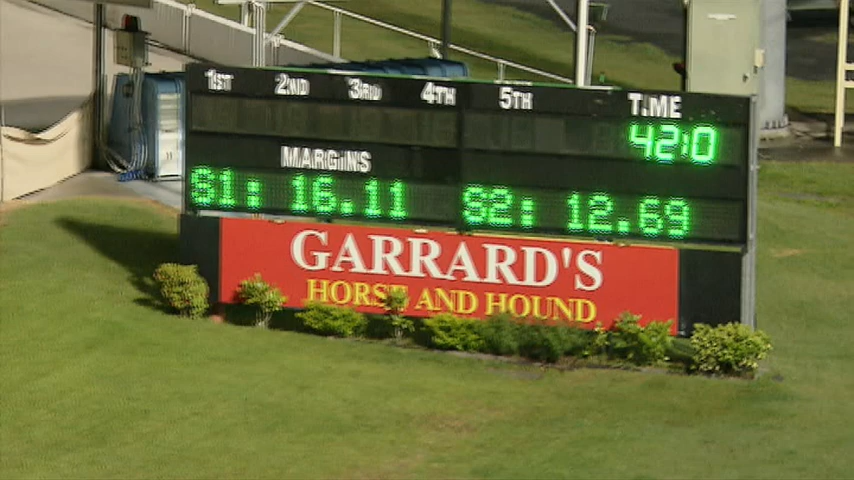 1ST 2ND 3RD 4TH 5TH TIME
42:0
MARGINS
S1: 16.11 S2: 12.69
GARRARD'S
HORSE AND HOUND